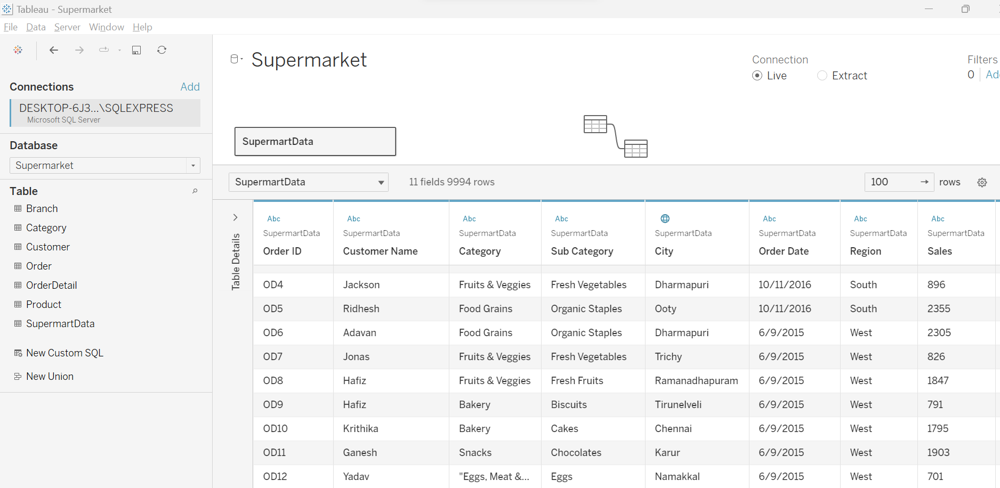 Tableau - Supermarket
File Data Server Window Help
Connections Add
DESKTOP-6J3...\SQLEXPRESS
Microsoft SQL Server
Database
Supermarket
Table
Branch
Category
Customer
Order
OrderDetail
Product
SupermartData
New Custom SQL
New Union
Supermarket
Connection
Live Extract
Filters
0
SupermartData
SupermartData 11 fields 9994 rows 100 rows
Table Details
Abc Abc Abc Abc Abc Abc Abc
SupermartData SupermartData SupermartData SupermartData SupermartData SupermartData SupermartData SupermartData
Order ID Customer Name Category Sub Category City Order Date Region Sales
OD4 Jackson Fruits & Veggies Fresh Vegetables Dharmapuri 10/11/2016 South 896
OD5 Ridhesh Food Grains Organic Staples Ooty 10/11/2016 South 2355
OD6 Adavan Food Grains Organic Staples Dharmapuri 6/9/2015 West 2305
OD7 Jonas Fruits & Veggies Fresh Vegetables Trichy 6/9/2015 West 826
OD8 Hafiz Fruits & Veggies Fresh Fruits Ramanadhapuram 6/9/2015 West 1847
OD9 Hafiz Bakery Biscuits Tirunelveli 6/9/2015 West 791
OD10 Krithika Bakery Cakes Chennai 6/9/2015 West 1795
OD11 Ganesh Snacks Chocolates Karur 6/9/2015 West 1903
OD12 Yadav "Eggs, Meat &... Eggs Namakkal 6/9/2015 West 701